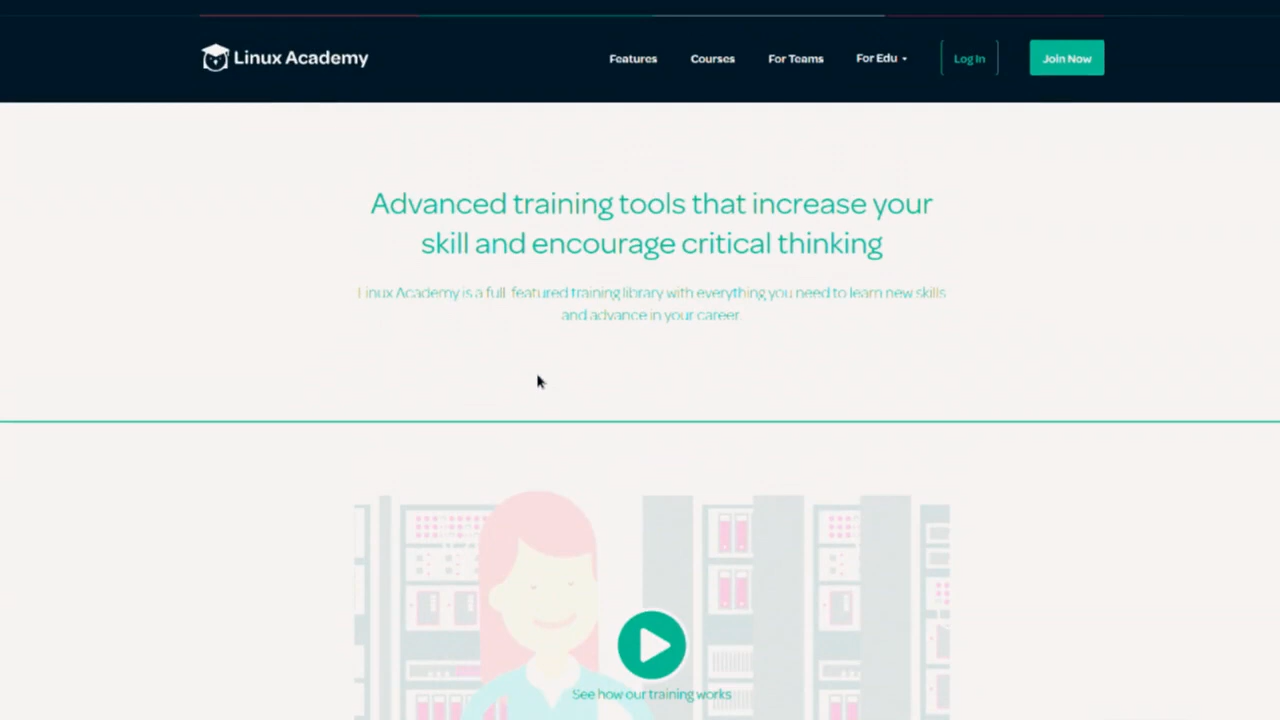 Linux Academy
Features Courses For Teams For Edu Log In Join Now
Advanced training tools that increase your
skill and encourage critical thinking
Linux Academy is a full featured training library with everything you need to learn new skills
and advance in your career.
See how our training works